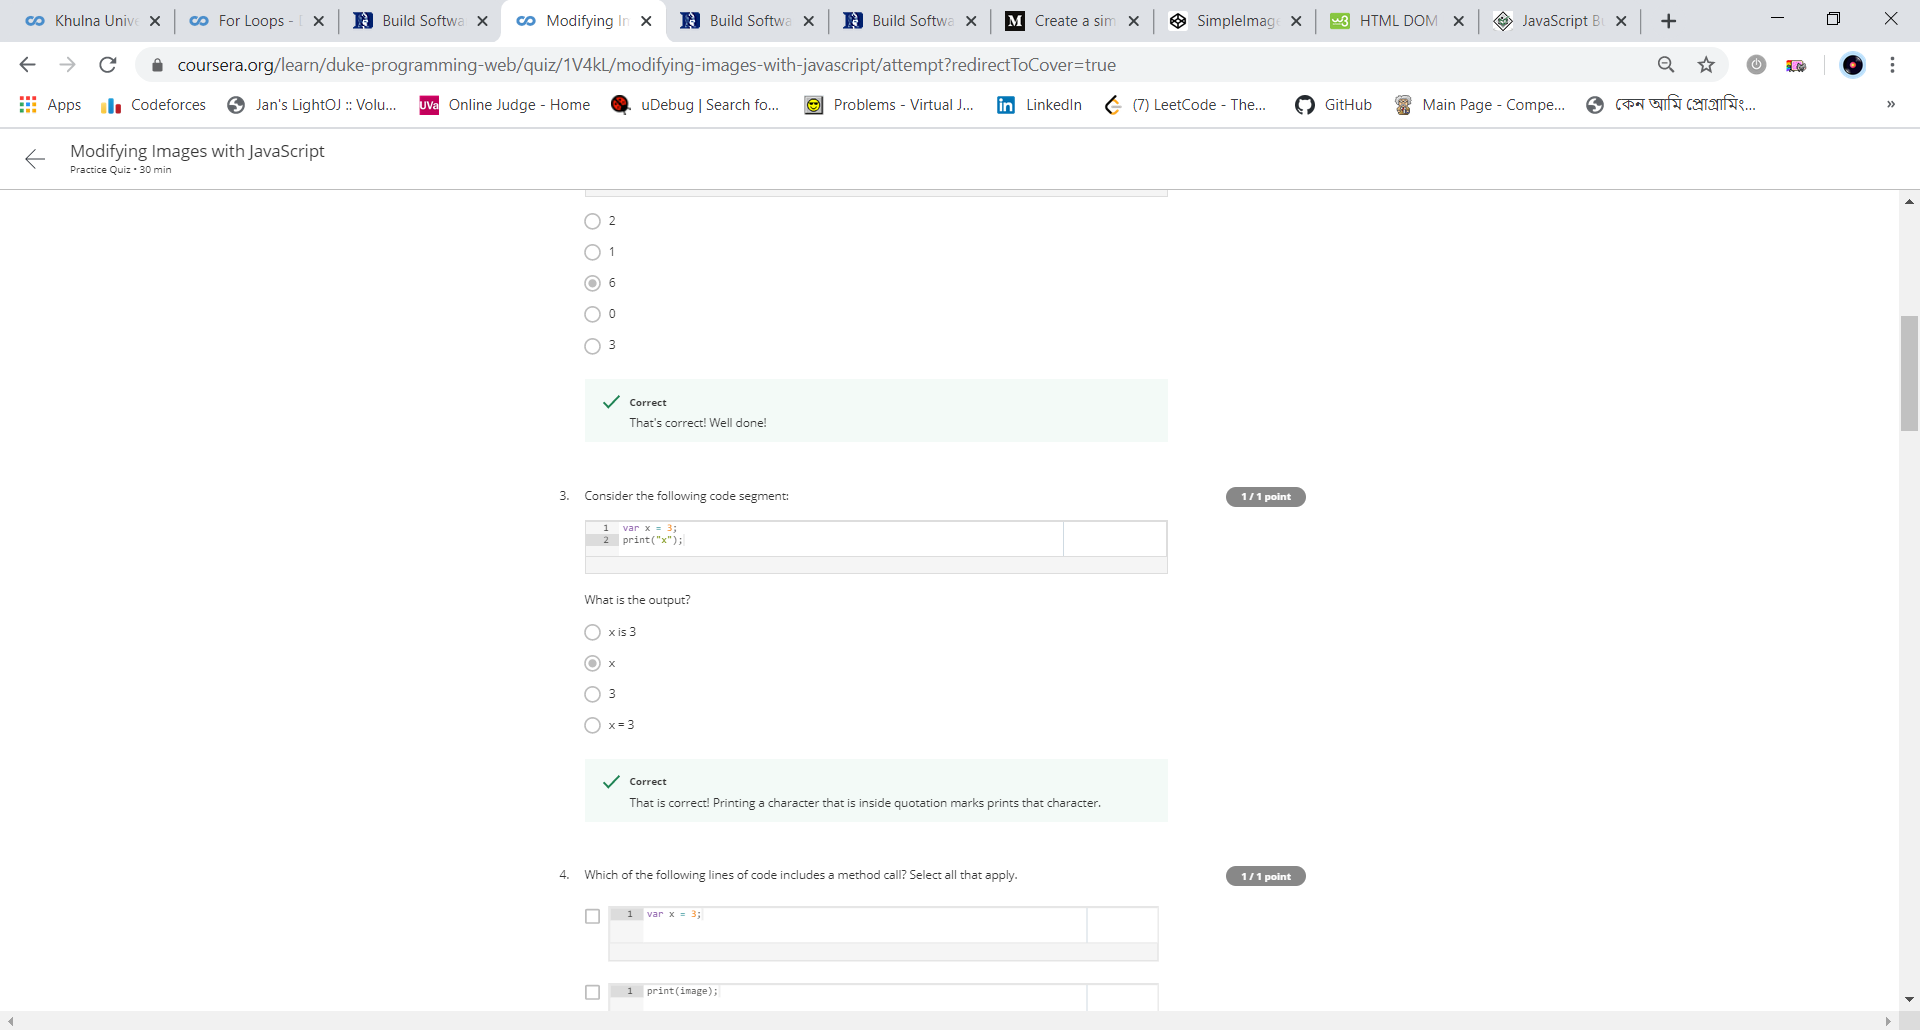 Khulna Unive
For Loops - D
Build Softwa
Modifying In
Build Softwa
Build Softwa
Create a sim
SimpleImag
HTML DOM
JavaScript Bu
coursera.org/learn/duke-programming-web/quiz/1V4kL/modifying-images-with-javascript/attempt?redirectToCover=true
Apps
Codeforces
Jan's LightOJ :: Volu...
UVa Online Judge - Home
uDebug | Search fo...
Problems - Virtual J...
LinkedIn
(7) LeetCode - The...
GitHub
Main Page - Compe...
কেন আমি প্রোগ্রামিং...
»
Modifying Images with JavaScript
Practice Quiz • 30 min
2
1
6
0
3
Correct
That's correct! Well done!
3. Consider the following code segment:
1/1 point
1 var x = 3;
2 print("x");
What is the output?
x is 3
x
3
x = 3
Correct
That is correct! Printing a character that is inside quotation marks prints that character.
4. Which of the following lines of code includes a method call? Select all that apply.
1/1 point
1 var x = 3;
1 print(image);